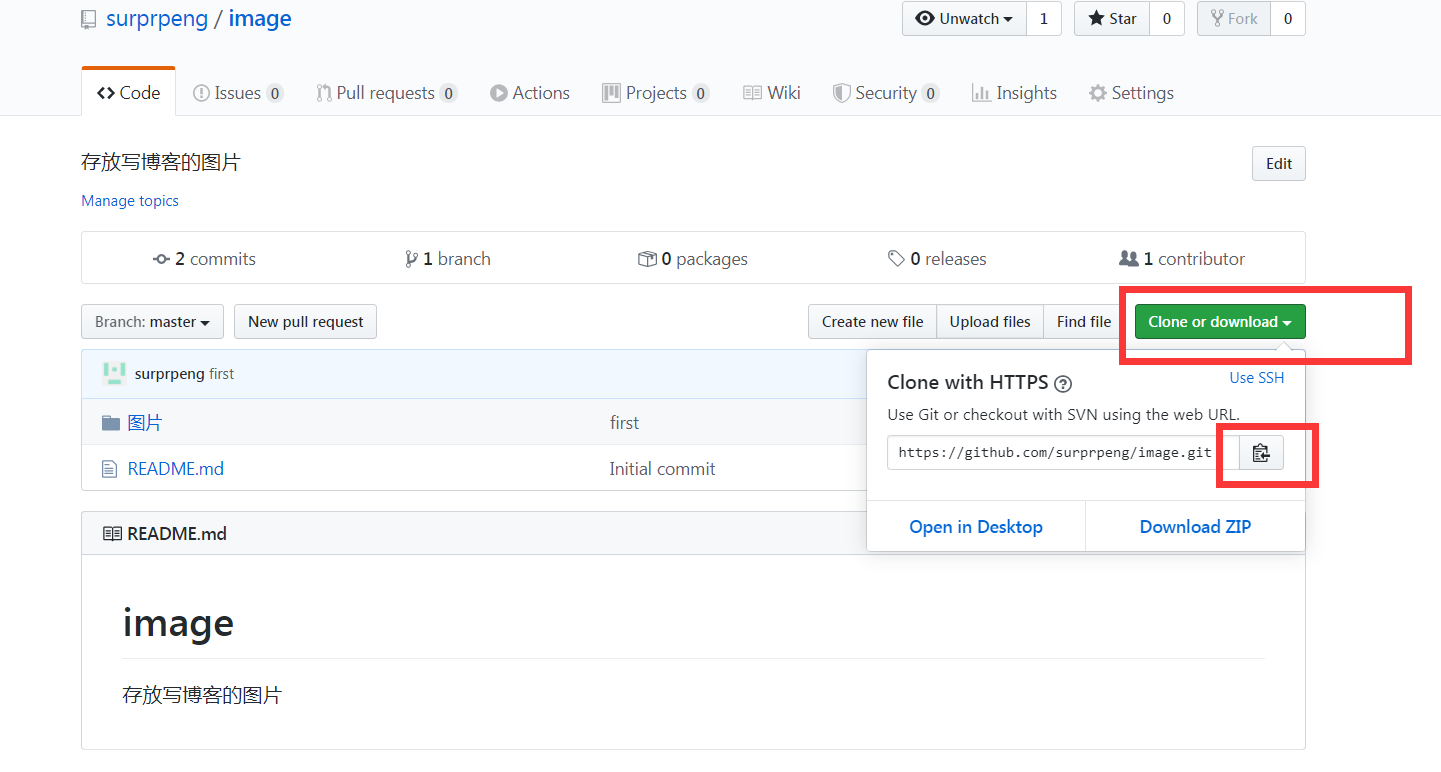 surprpeng / image
Unwatch 1 Star 0 Fork 0
Code Issues 0 Pull requests 0 Actions Projects 0 Wiki Security 0 Insights Settings
存放写博客的图片 Edit
Manage topics
2 commits 1 branch 0 packages 0 releases 1 contributor
Branch: master New pull request Create new file Upload files Find file Clone or download
surprpeng first
Clone with HTTPS ? Use SSH
Use Git or checkout with SVN using the web URL.
图片 first
https://github.com/surprpeng/image.git
README.md Initial commit
Open in Desktop Download ZIP
README.md
image
存放写博客的图片